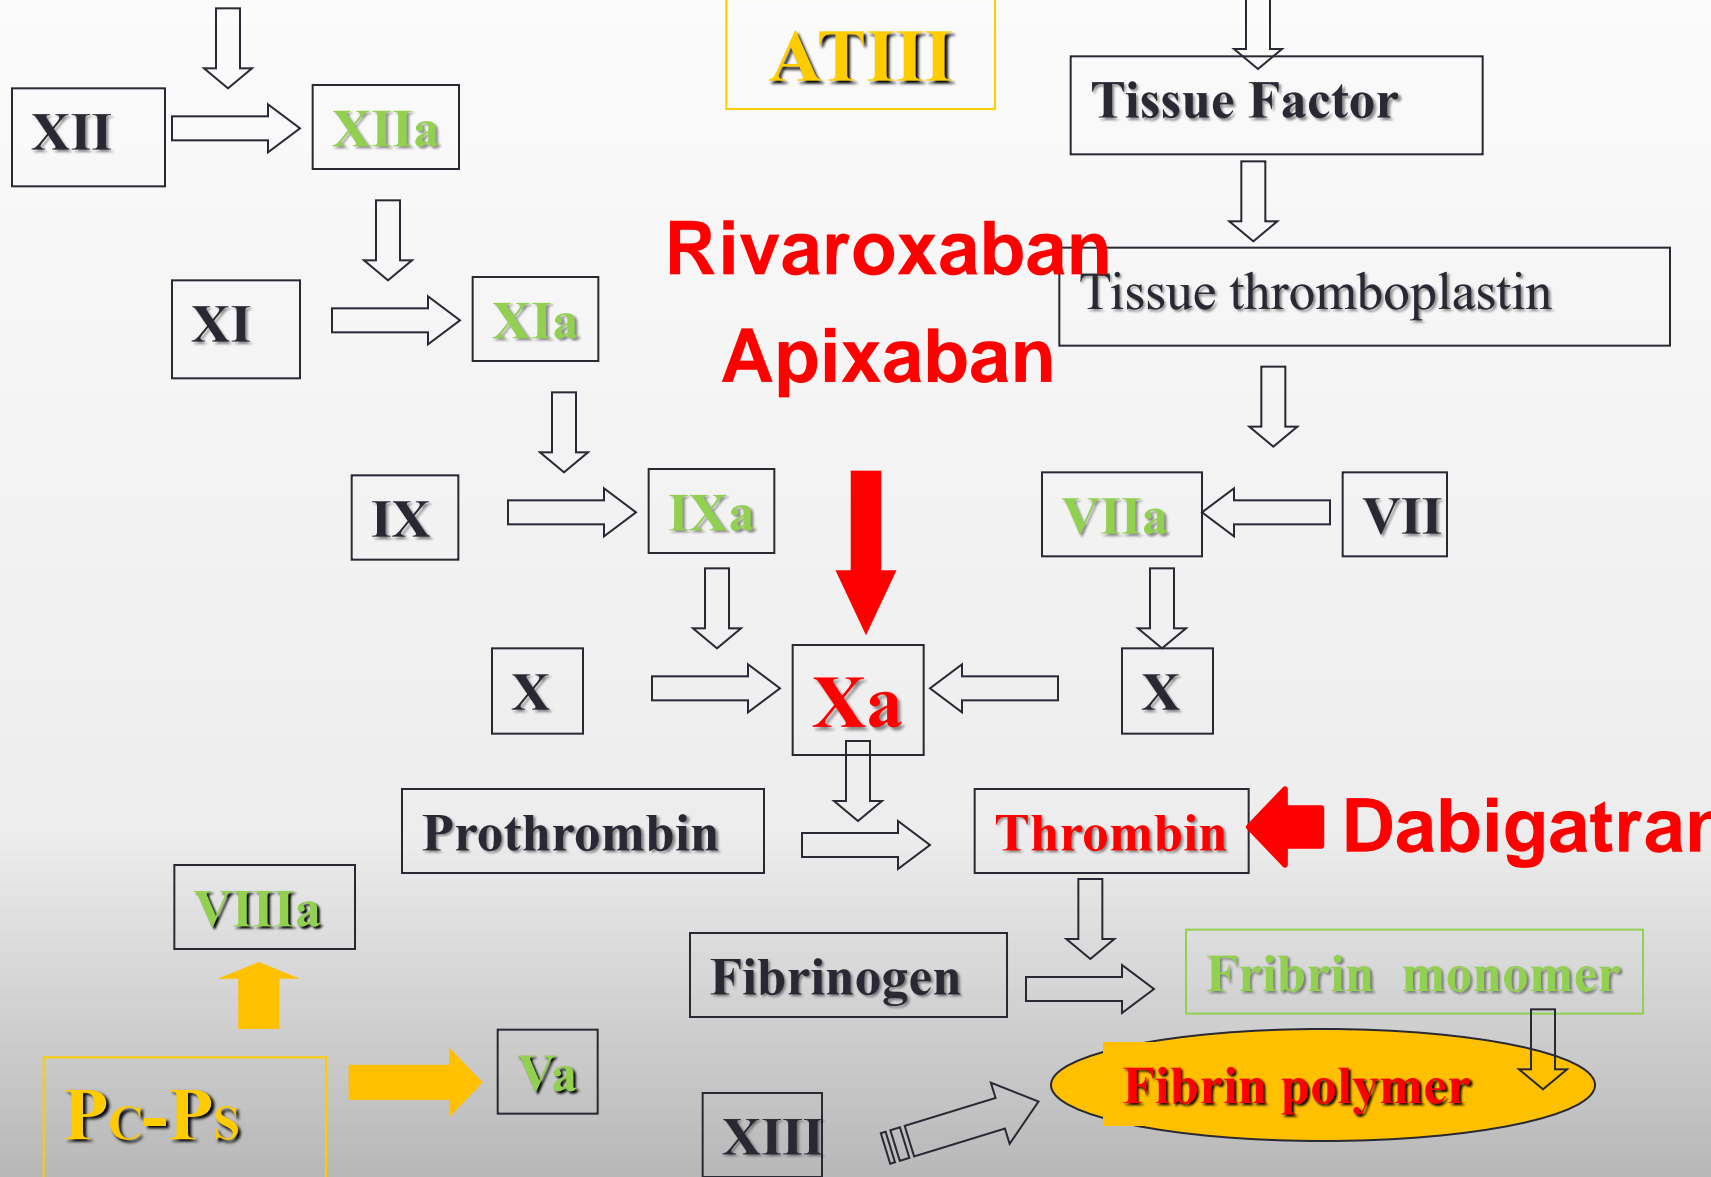 ATIII
Tissue Factor
XII
XIIa
Rivaroxaban
Tissue thromboplastin
XI
XIa
Apixaban
IX
IXa
VIIa
VII
X
Xa
X
Prothrombin
Thrombin
Dabigatran
VIIIa
Fibrinogen
Fribrin monomer
Va
Fibrin polymer
PC-PS
XIII